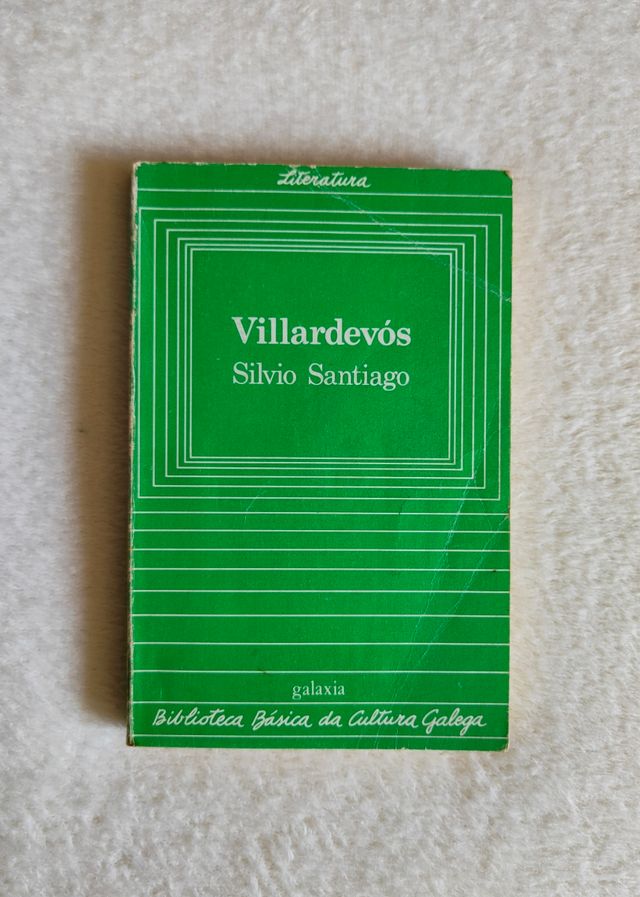 Literatura
Villardevós
Silvio Santiago
galaxia
Biblioteca Básica da Cultura Galega